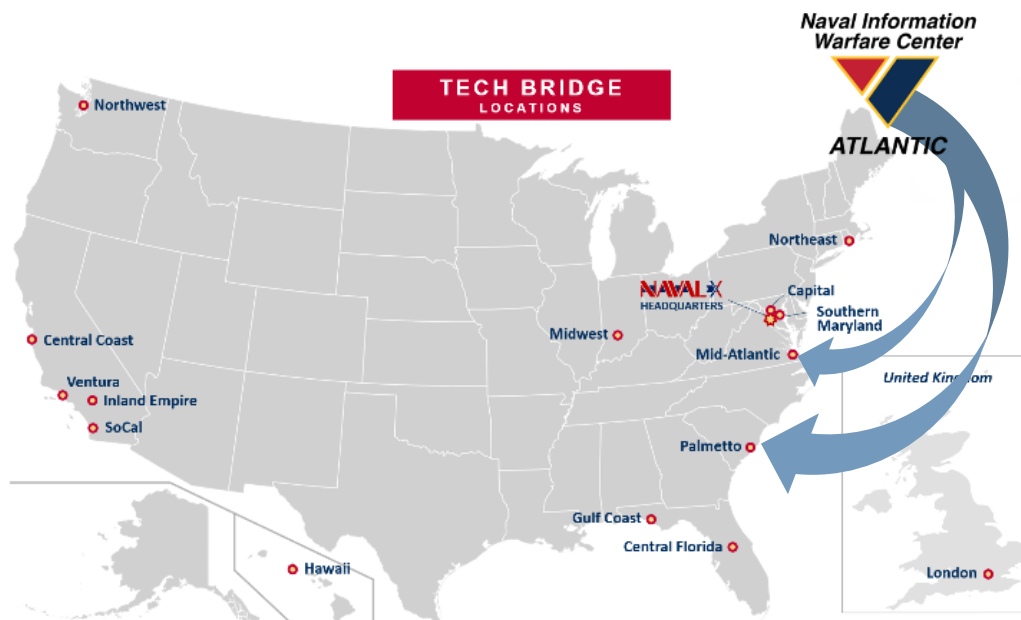 Naval Information
Warfare Center
TECH BRIDGE
LOCATIONS
Northwest
ATLANTIC
Northeast
NAVALX
HEADQUARTERS
Capital
Southern
Maryland
Midwest
Central Coast
Mid-Atlantic
United Kingdom
Ventura
Inland Empire
SoCal
Palmetto
Gulf Coast
Central Florida
Hawaii
London